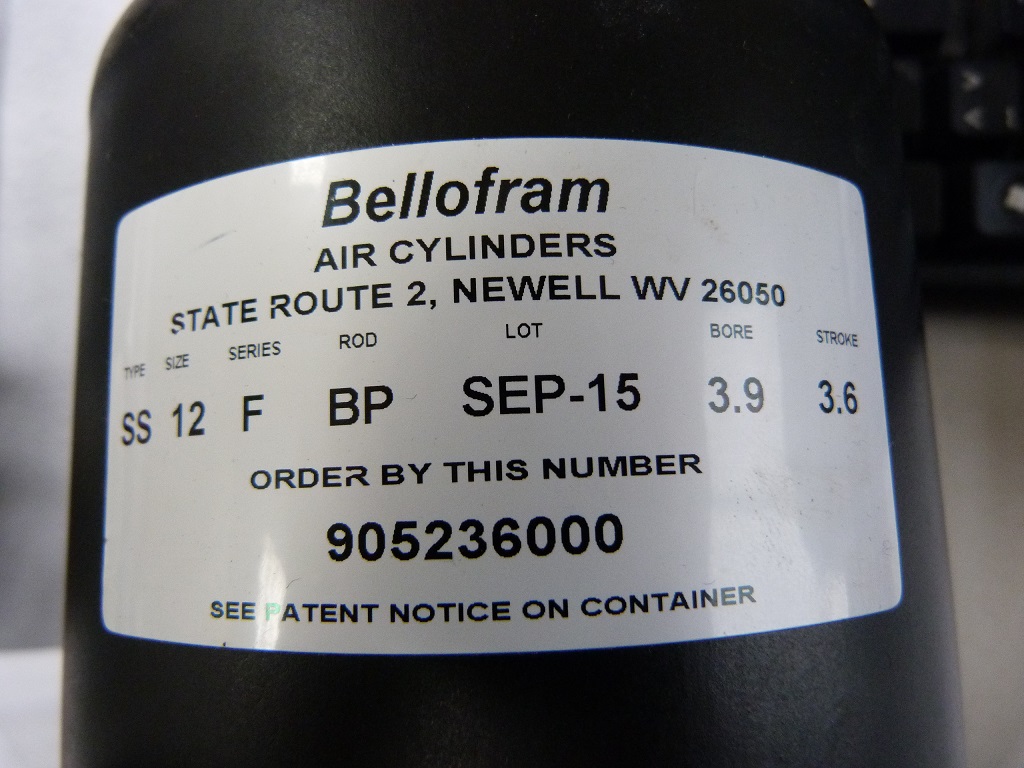 Bellofram
AIR CYLINDERS
STATE ROUTE 2, NEWELL WV 26050
TYPE SIZE SERIES ROD LOT BORE STROKE
SS 12 F BP SEP-15 3.9 3.6
ORDER BY THIS NUMBER
905236000
SEE PATENT NOTICE ON CONTAINER